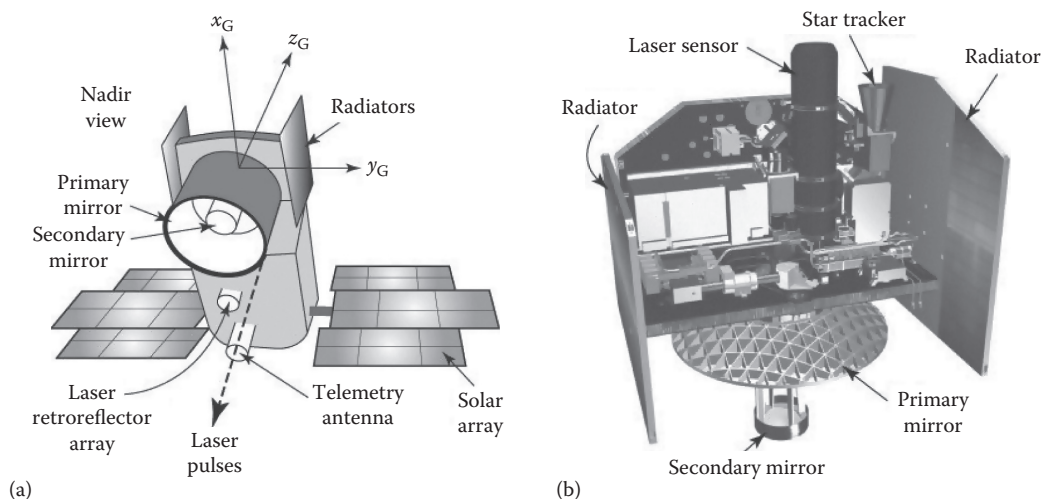 x_G
z_G
Nadir
view
Radiators
y_G
Primary
mirror
Secondary
mirror
Laser
retroreflector
array
Laser
pulses
Telemetry
antenna
Solar
array
(a)
Star tracker
Laser sensor
Radiator
Radiator
Primary
mirror
Secondary mirror
(b)